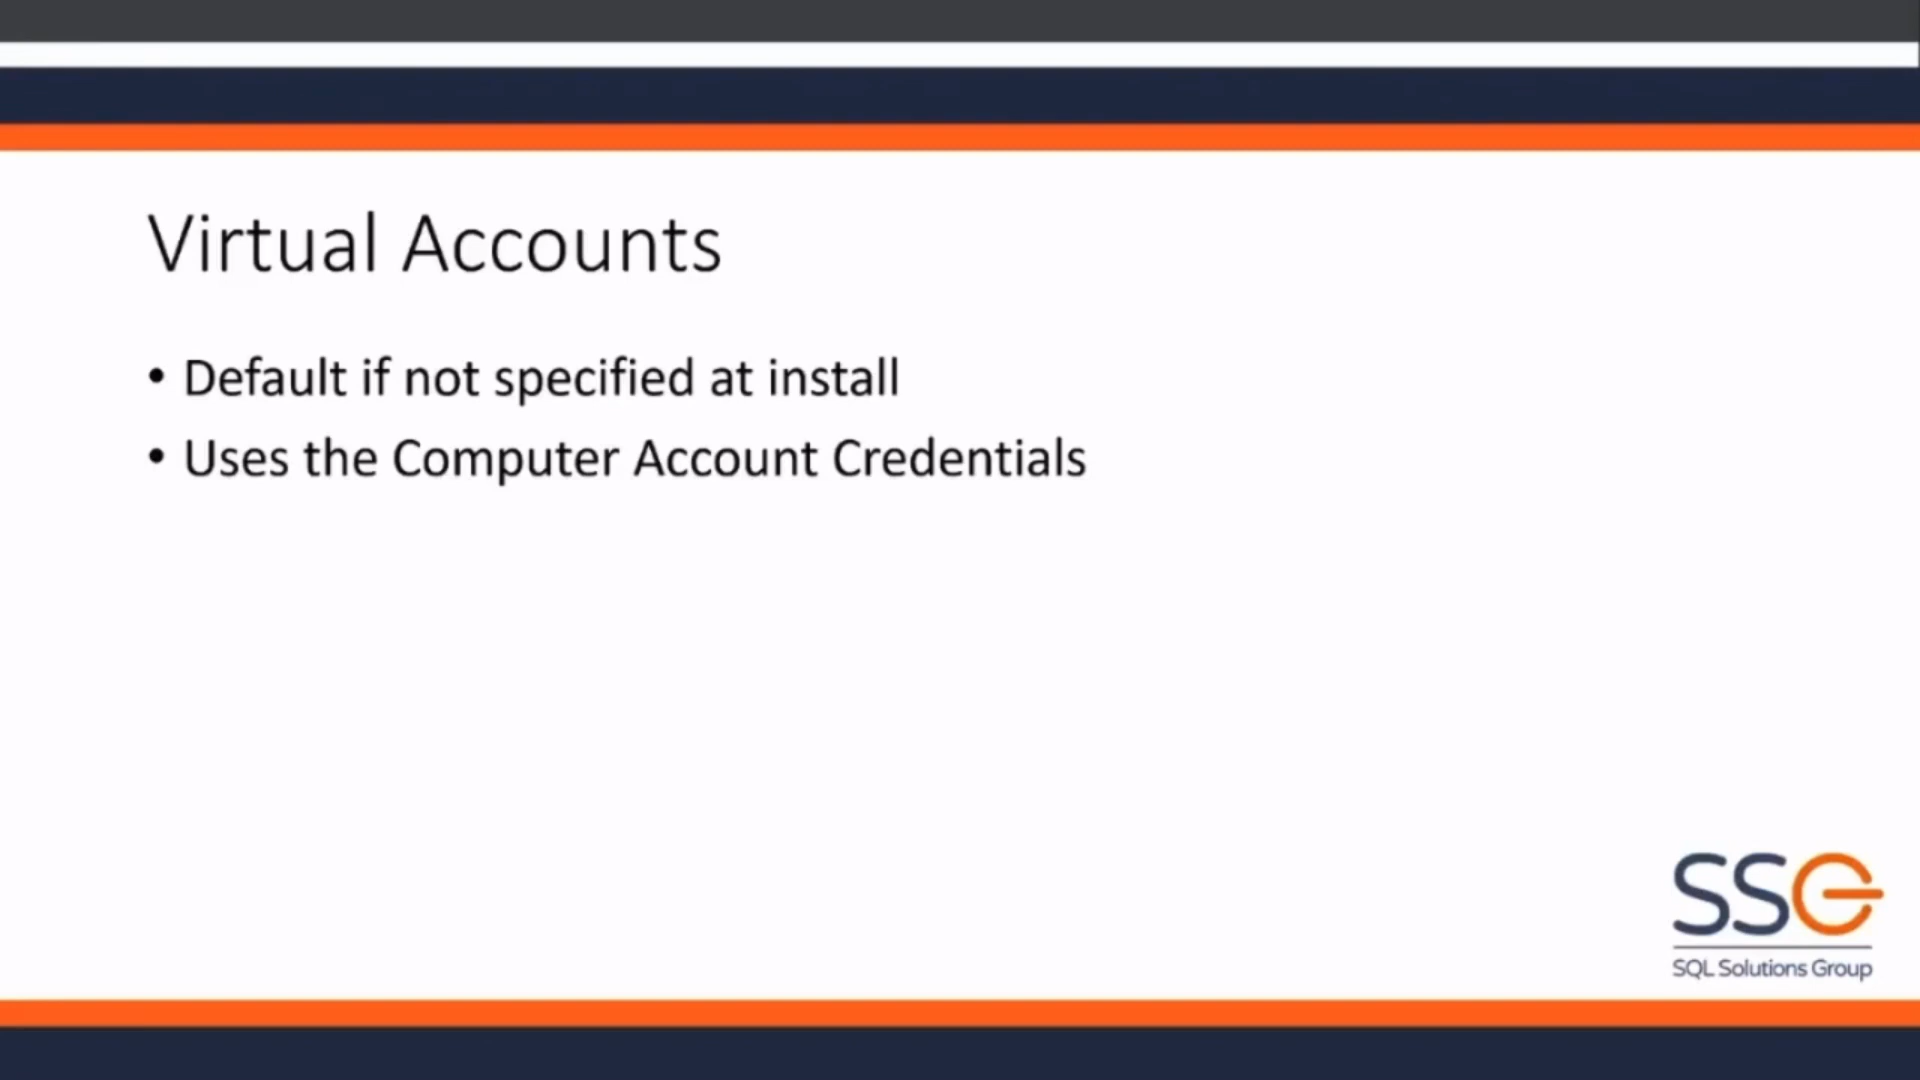 Virtual Accounts
• Default if not specified at install
• Uses the Computer Account Credentials
SSG
SQL Solutions Group